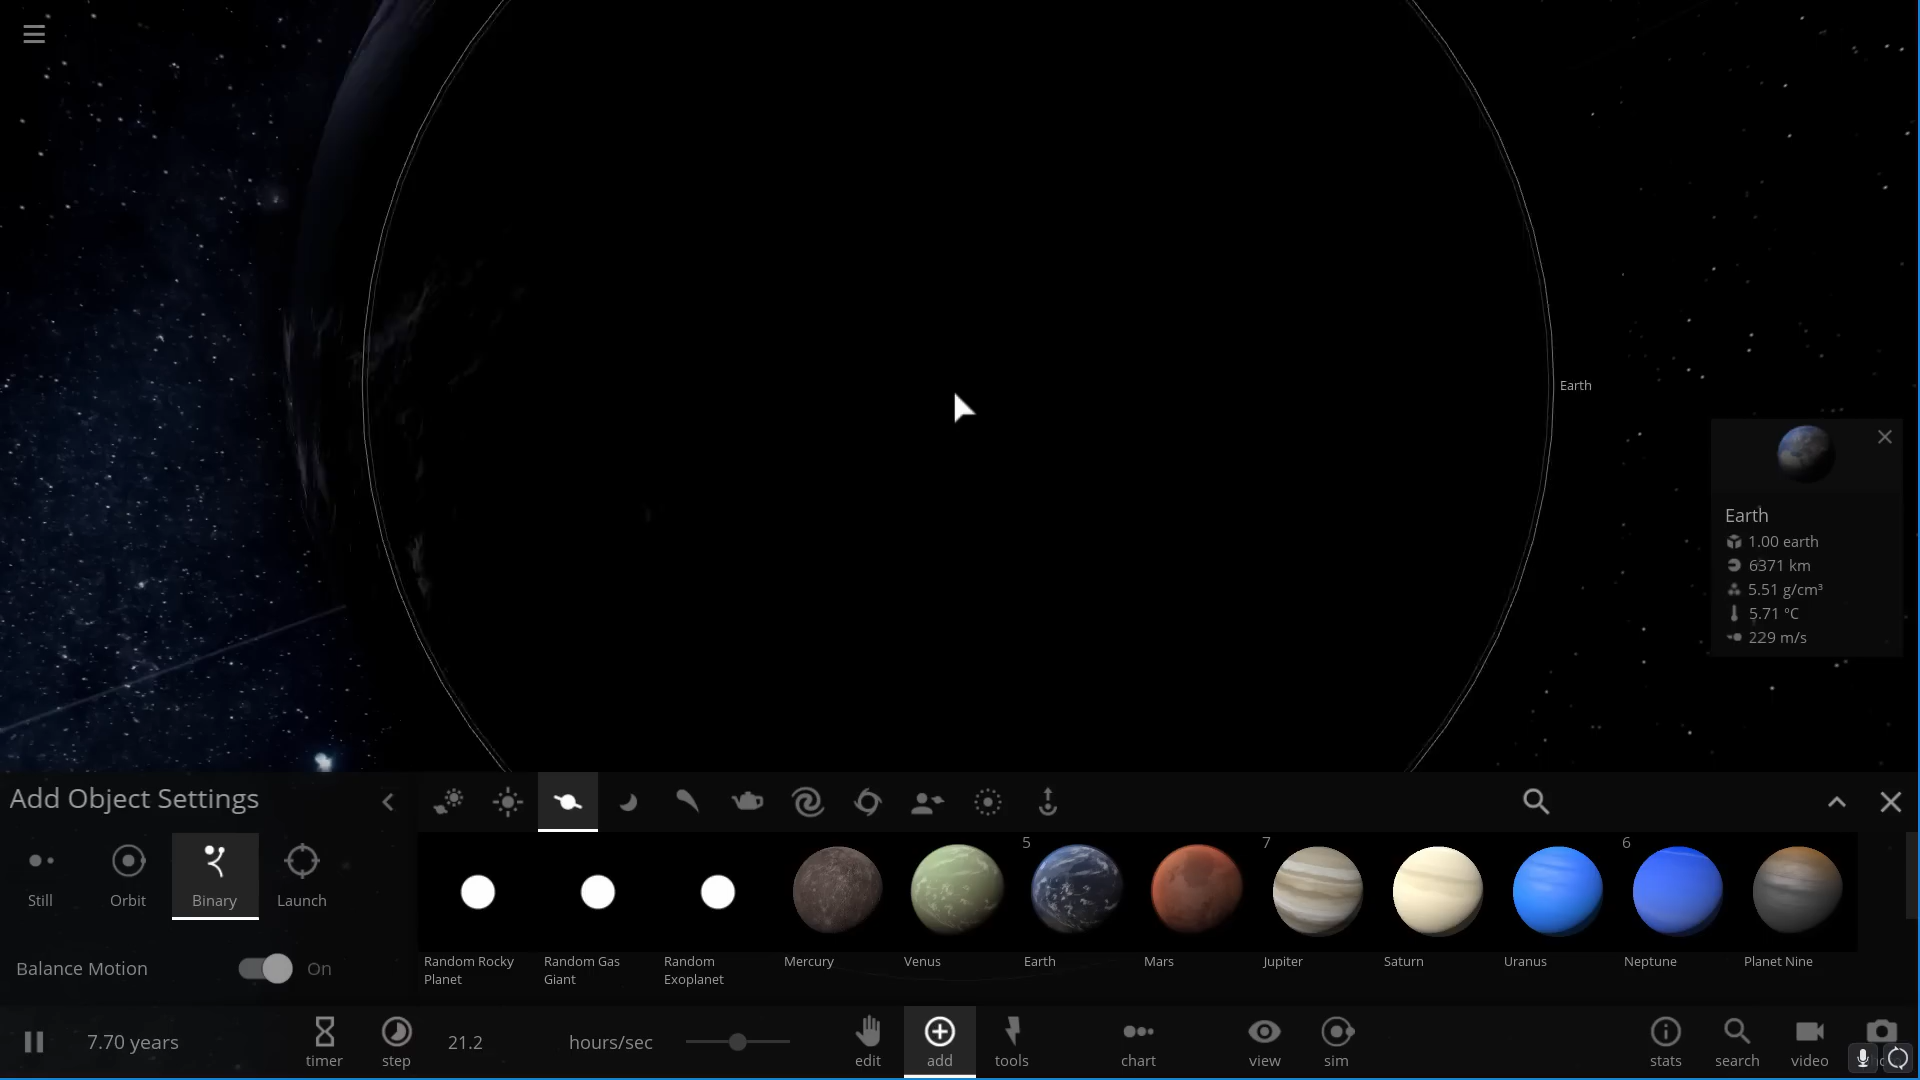 Earth
Earth
1.00 earth
6371 km
5.51 g/cm³
5.71 °C
229 m/s
Add Object Settings
Still
Orbit
Binary
Launch
Balance Motion
On
5
7
6
Random Rocky
Planet
Random Gas
Giant
Random
Exoplanet
Mercury
Venus
Earth
Mars
Jupiter
Saturn
Uranus
Neptune
Planet Nine
7.70 years
timer
step
21.2
hours/sec
edit
add
tools
chart
view
sim
stats
search
video